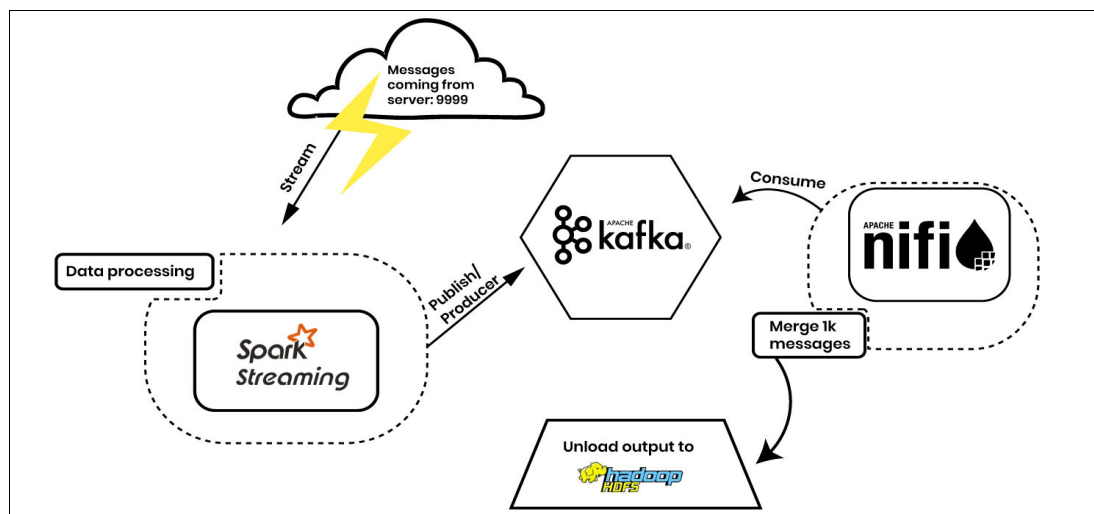 Messages
coming from
server: 9999
Stream
Data processing
Spark
Streaming
Publish/
Producer
APACHE
kafka®
Consume
APACHE
nifi
Merge 1k
messages
Unload output to
hadoop
HDFS